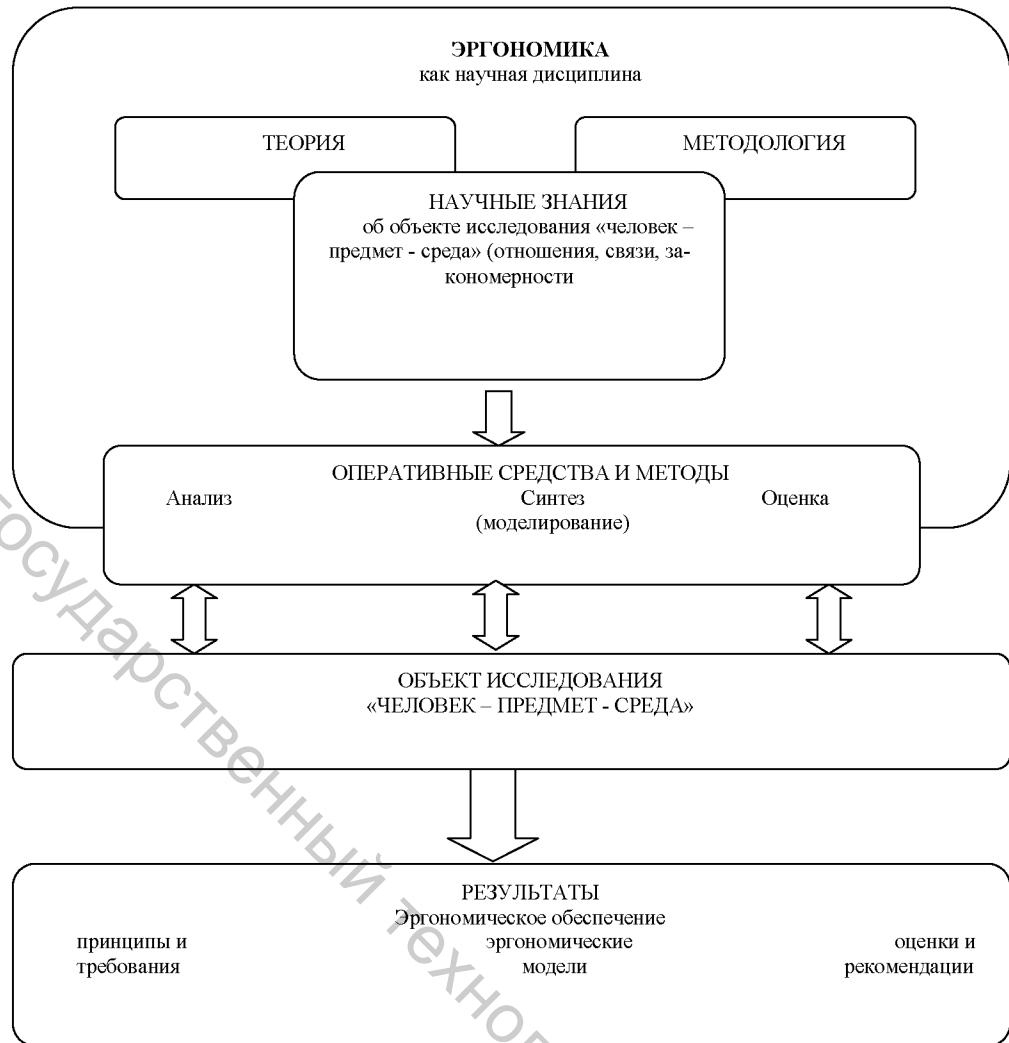 ЭРГОНОМИКА
как научная дисциплина
ТЕОРИЯ
МЕТОДОЛОГИЯ
НАУЧНЫЕ ЗНАНИЯ
об объекте исследования «человек –
предмет - среда» (отношения, связи, за-
кономерности
ОПЕРАТИВНЫЕ СРЕДСТВА И МЕТОДЫ
Анализ Синтез Оценка
(моделирование)
ОБЪЕКТ ИССЛЕДОВАНИЯ
«ЧЕЛОВЕК – ПРЕДМЕТ - СРЕДА»
РЕЗУЛЬТАТЫ
Эргономическое обеспечение
принципы и эргономические оценки и
требования модели рекомендации
государственный